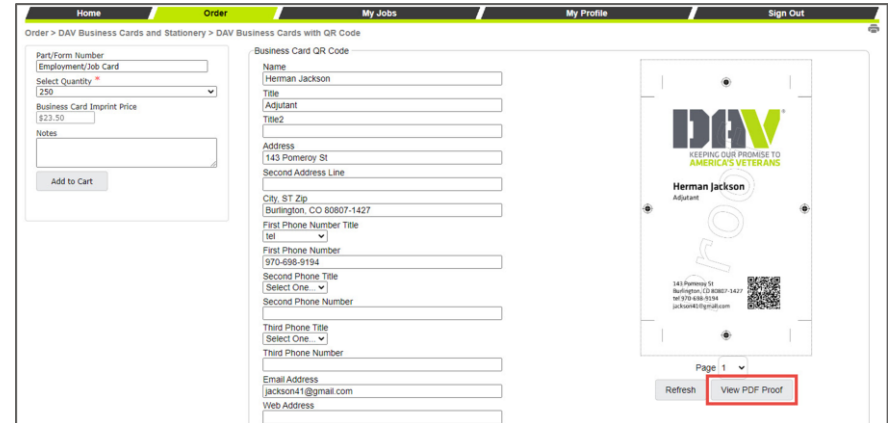 Home
Order
My Jobs
My Profile
Sign Out
Order > DAV Business Cards and Stationery > DAV Business Cards with QR Code
Part/Form Number
Employment/Job Card
Select Quantity *
250
Business Card Imprint Price
$23.50
Notes
Add to Cart
Business Card QR Code
Name
Herman Jackson
Title
Adjutant
Title2
Address
143 Pomeroy St
Second Address Line
City, ST Zip
Burlington, CO 80807-1427
First Phone Number Title
tel
First Phone Number
970-698-9194
Second Phone Title
Select One...
Second Phone Number
Third Phone Title
Select One...
Third Phone Number
Email Address
jackson41@gmail.com
Web Address
DAV®
KEEPING OUR PROMISE TO
AMERICA'S VETERANS
Herman Jackson
Adjutant
Proof
143 Pomeroy St
Burlington, CO 80807-1427
tel 970-698-9194
jackson41@gmail.com
Page 1
Refresh
View PDF Proof